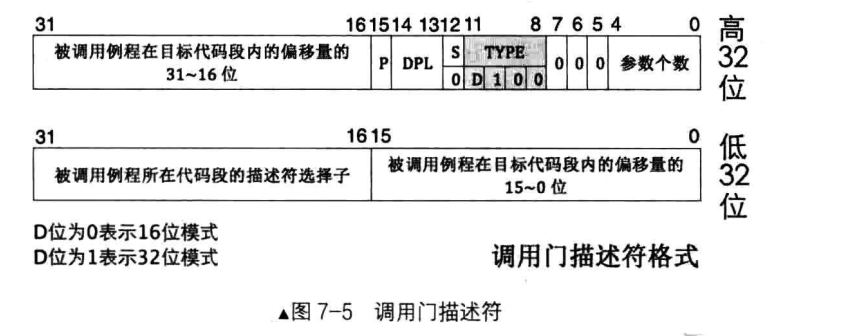 31 16 15 14 13 12 11 8 7 6 5 4 0
被调用例程在目标代码段内的偏移量的
31~16 位
P
DPL
S
TYPE
0
D
1
0
0
0
0
0
参数个数
高
32
位
31 16 15 0
被调用例程所在代码段的描述符选择子
被调用例程在目标代码段内的偏移量的
15~0 位
低
32
位
D位为0表示16位模式
D位为1表示32位模式
调用门描述符格式
▲图 7-5 调用门描述符